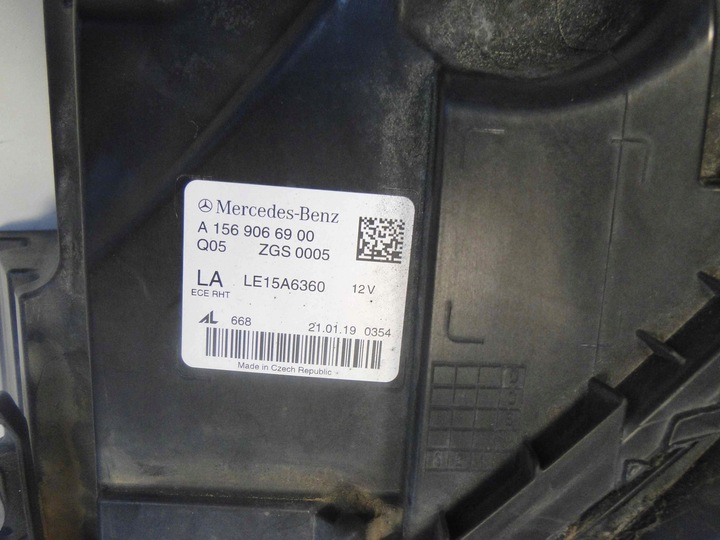 Mercedes-Benz
A 156 906 69 00
Q05 ZGS 0005
LA LE15A6360 12 V
ECE RHT
AL 668 21.01.19 0354
Made in Czech Republic